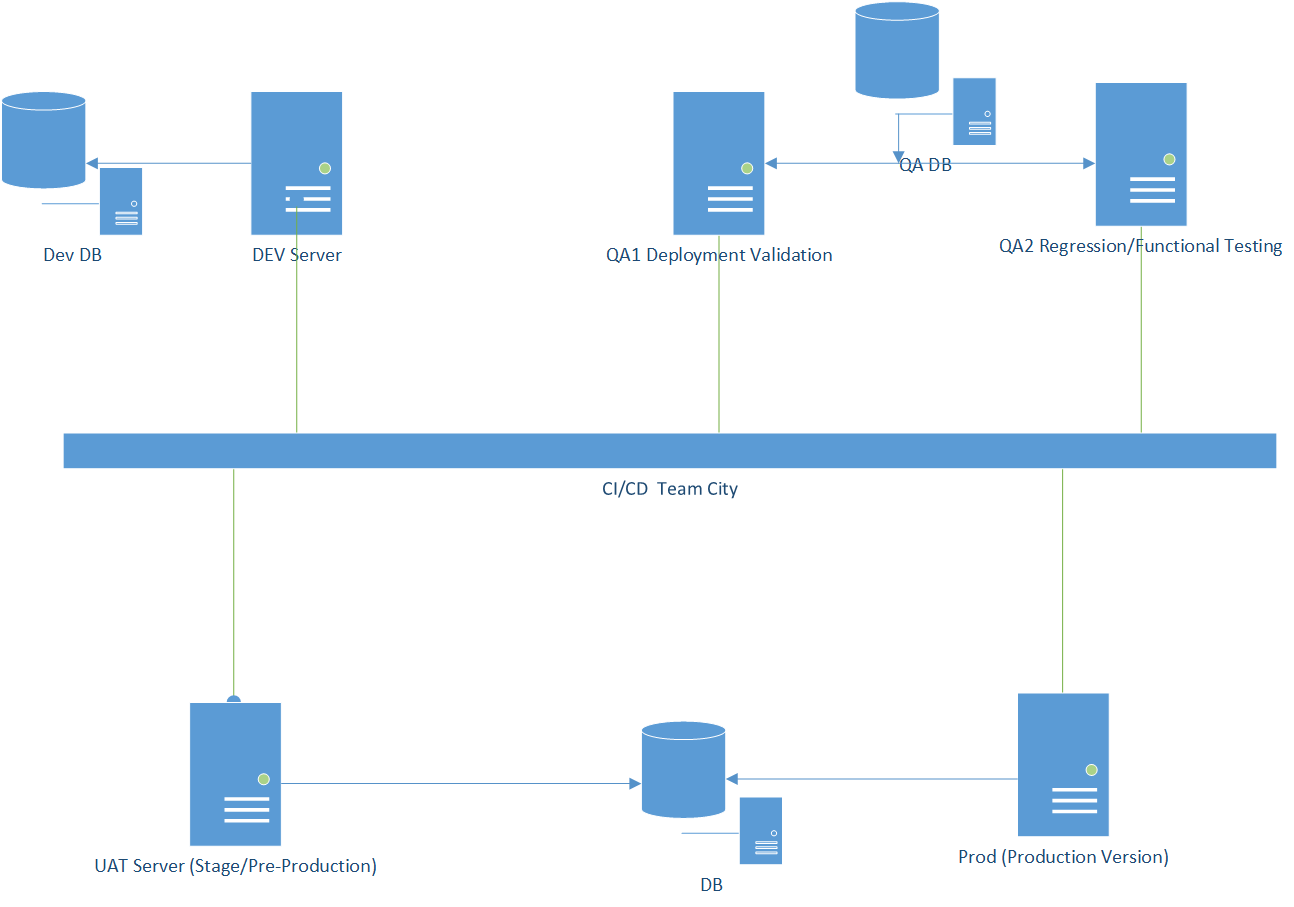 QA DB
Dev DB
DEV Server
QA1 Deployment Validation
QA2 Regression/Functional Testing
CI/CD  Team City
UAT Server (Stage/Pre-Production)
Prod (Production Version)
DB